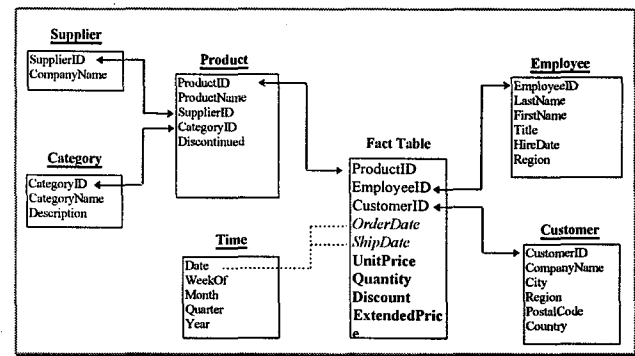 Supplier
SupplierID
CompanyName
Product
ProductID
ProductName
SupplierID
CategoryID
Discontinued
Employee
EmployeeID
LastName
FirstName
Title
HireDate
Region
Category
CategoryID
CategoryName
Description
Fact Table
ProductID
EmployeeID
CustomerID
OrderDate
ShipDate
UnitPrice
Quantity
Discount
ExtendedPric
e
Time
Date
WeekOf
Month
Quarter
Year
Customer
CustomerID
CompanyName
City
Region
PostalCode
Country